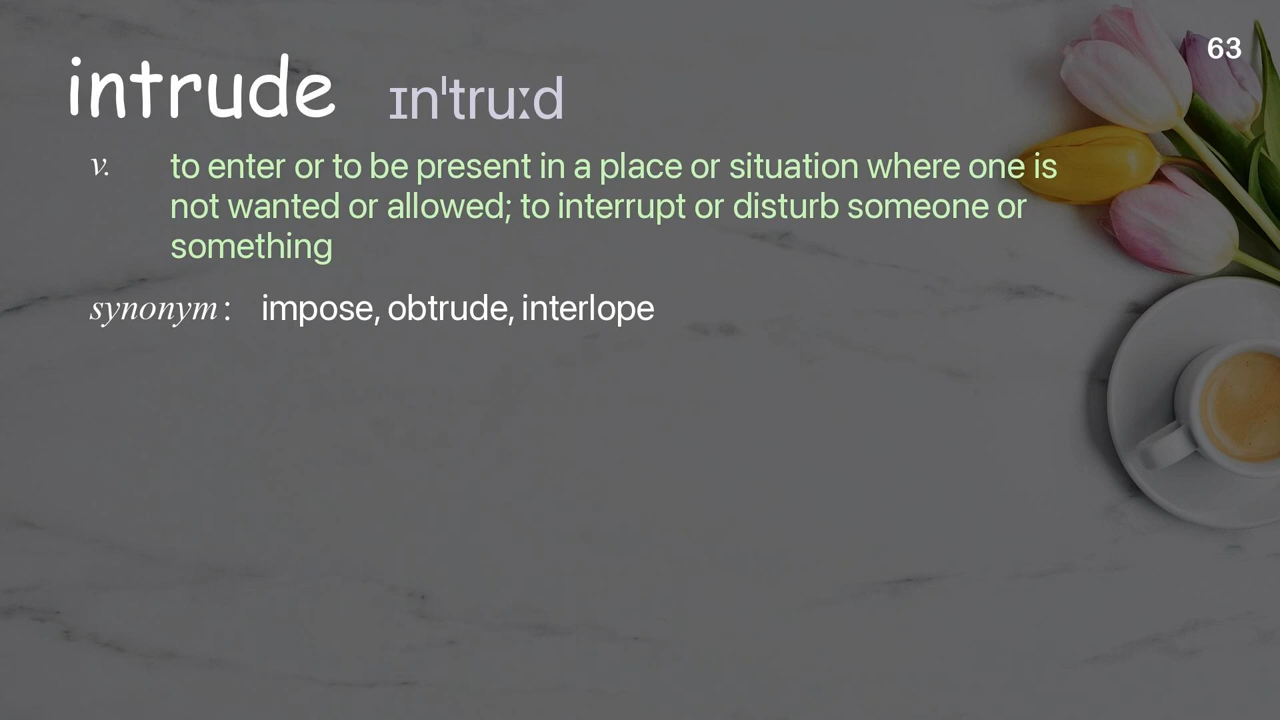 63
intrude ɪnˈtruːd
v. to enter or to be present in a place or situation where one is
not wanted or allowed; to interrupt or disturb someone or
something
synonym : impose, obtrude, interlope